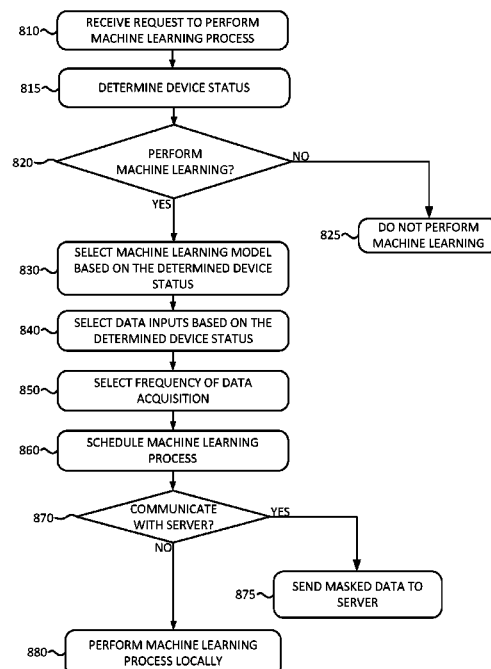 810
RECEIVE REQUEST TO PERFORM
MACHINE LEARNING PROCESS
815
DETERMINE DEVICE STATUS
820
PERFORM
MACHINE LEARNING?
NO
YES
825
DO NOT PERFORM
MACHINE LEARNING
830
SELECT MACHINE LEARNING MODEL
BASED ON THE DETERMINED DEVICE
STATUS
840
SELECT DATA INPUTS BASED ON THE
DETERMINED DEVICE STATUS
850
SELECT FREQUENCY OF DATA
ACQUISITION
860
SCHEDULE MACHINE LEARNING
PROCESS
870
COMMUNICATE
WITH SERVER?
YES
NO
875
SEND MASKED DATA TO
SERVER
880
PERFORM MACHINE LEARNING
PROCESS LOCALLY